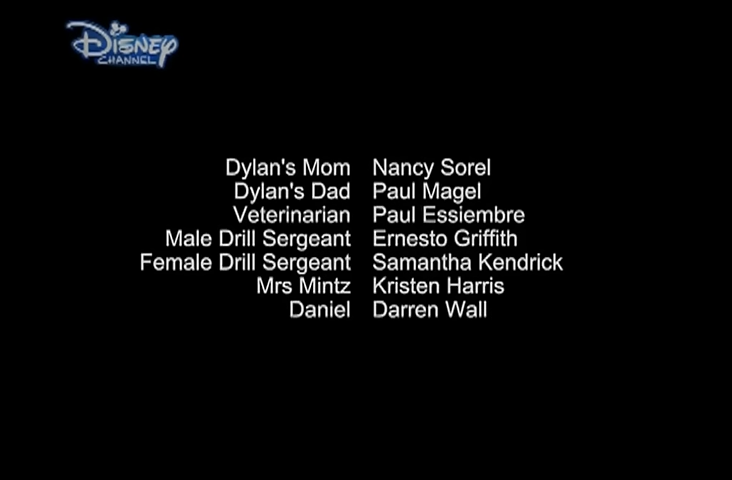 Disney
CHANNEL
Dylan's Mom Nancy Sorel
Dylan's Dad Paul Magel
Veterinarian Paul Essiembre
Male Drill Sergeant Ernesto Griffith
Female Drill Sergeant Samantha Kendrick
Mrs Mintz Kristen Harris
Daniel Darren Wall